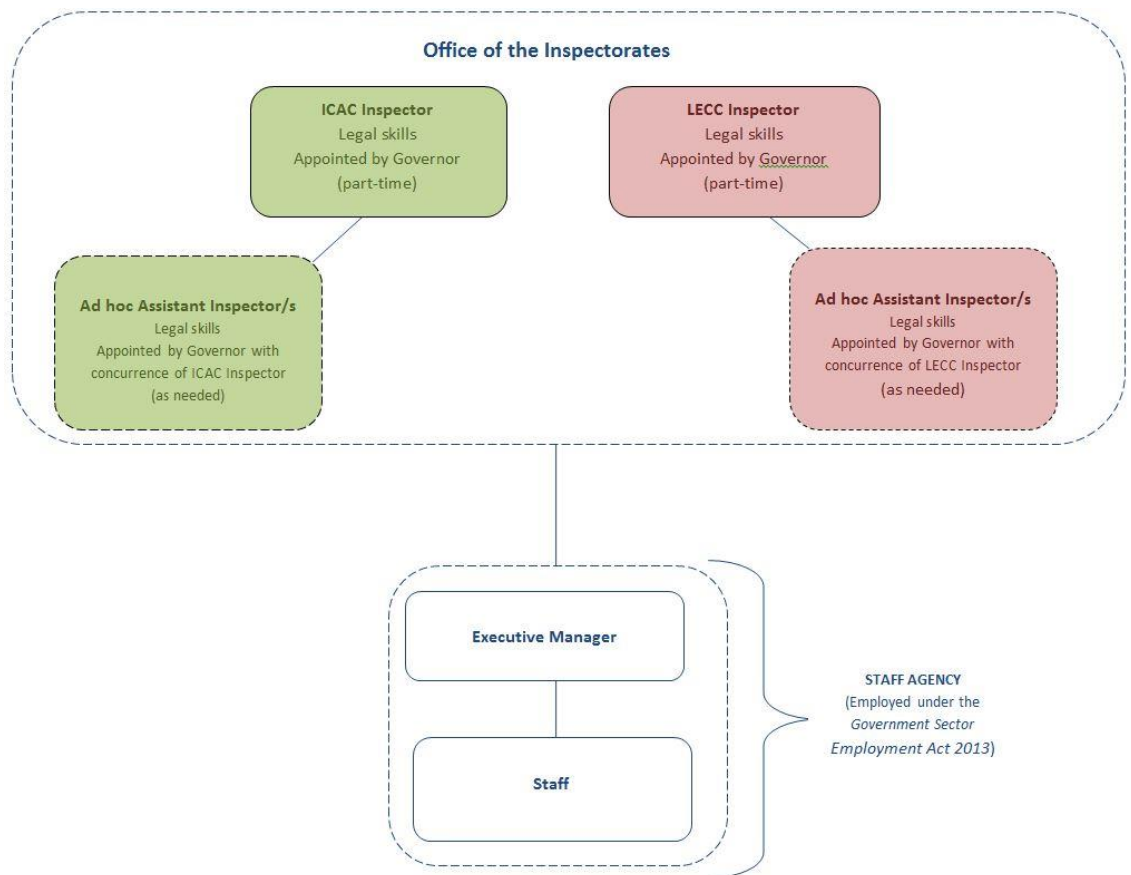 Office of the Inspectorates
ICAC Inspector
Legal skills
Appointed by Governor
(part-time)
LECC Inspector
Legal skills
Appointed by Governor
(part-time)
Ad hoc Assistant Inspector/s
Legal skills
Appointed by Governor with
concurrence of ICAC Inspector
(as needed)
Ad hoc Assistant Inspector/s
Legal skills
Appointed by Governor with
concurrence of LECC Inspector
(as needed)
Executive Manager
Staff
STAFF AGENCY
(Employed under the
Government Sector
Employment Act 2013)